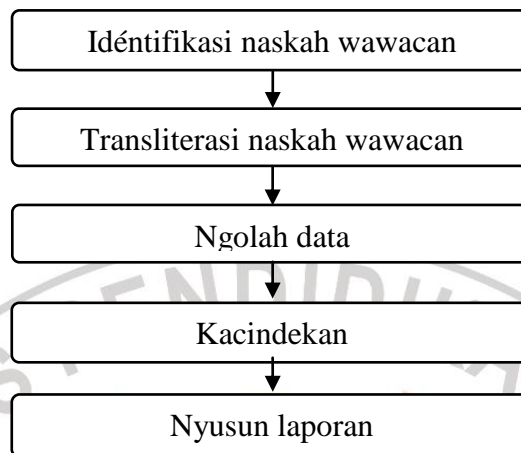 Idéntifikasi naskah wawacan
Transliterasi naskah wawacan
Ngolah data
Kacindekan
Nyusun laporan